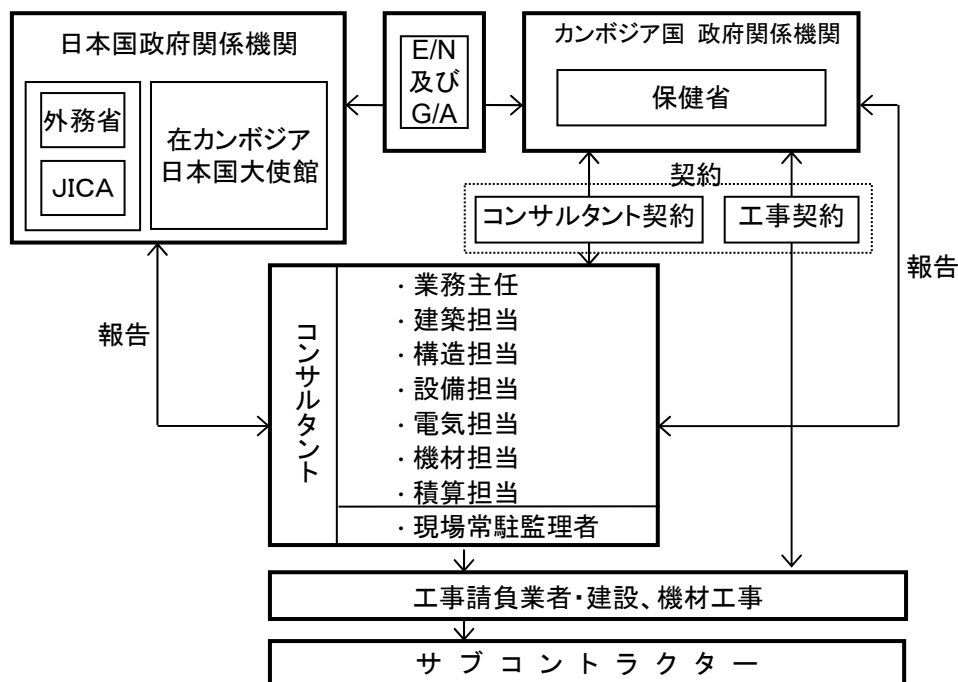 日本国政府関係機関
外務省
JICA
在カンボジア
日本国大使館
E/N
及び
G/A
カンボジア国 政府関係機関
保健省
契約
コンサルタント契約
工事契約
報告
報告
コンサルタント
・業務主任
・建築担当
・構造担当
・設備担当
・電気担当
・機材担当
・積算担当
・現場常駐監理者
工事請負業者・建設、機材工事
サブコントラクター